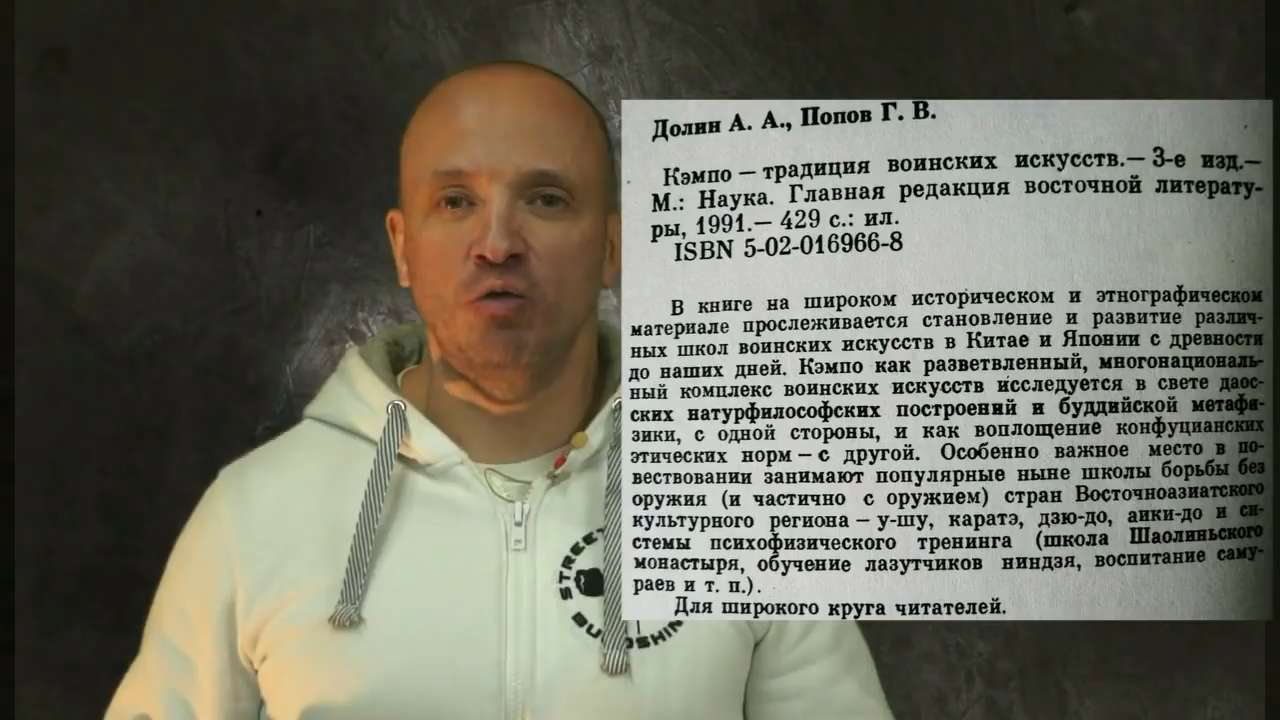 Долин А. А., Попов Г. В.
Кэмпо — традиция воинских искусств.— 3-е изд.—
М.: Наука. Главная редакция восточной литерату-
ры, 1991.— 429 с.: ил.
ISBN 5-02-016966-8
В книге на широком историческом и этнографическом
материале прослеживается становление и развитие различ-
ных школ воинских искусств в Китае и Японии с древности
до наших дней. Кэмпо как разветвленный, многонациональ-
ный комплекс воинских искусств исследуется в свете даос-
ских натурфилософских построений и буддийской метафи-
зики, с одной стороны, и как воплощение конфуцианских
этических норм — с другой. Особенно важное место в по-
вествовании занимают популярные ныне школы борьбы без
оружия (и частично с оружием) стран Восточноазиатского
культурного региона — у-шу, каратэ, дзю-до, аики-до и си-
стемы психофизического тренинга (школа Шаолиньского
монастыря, обучение лазутчиков ниндзя, воспитание саму-
раев и т. п.).
Для широкого круга читателей.
STREET